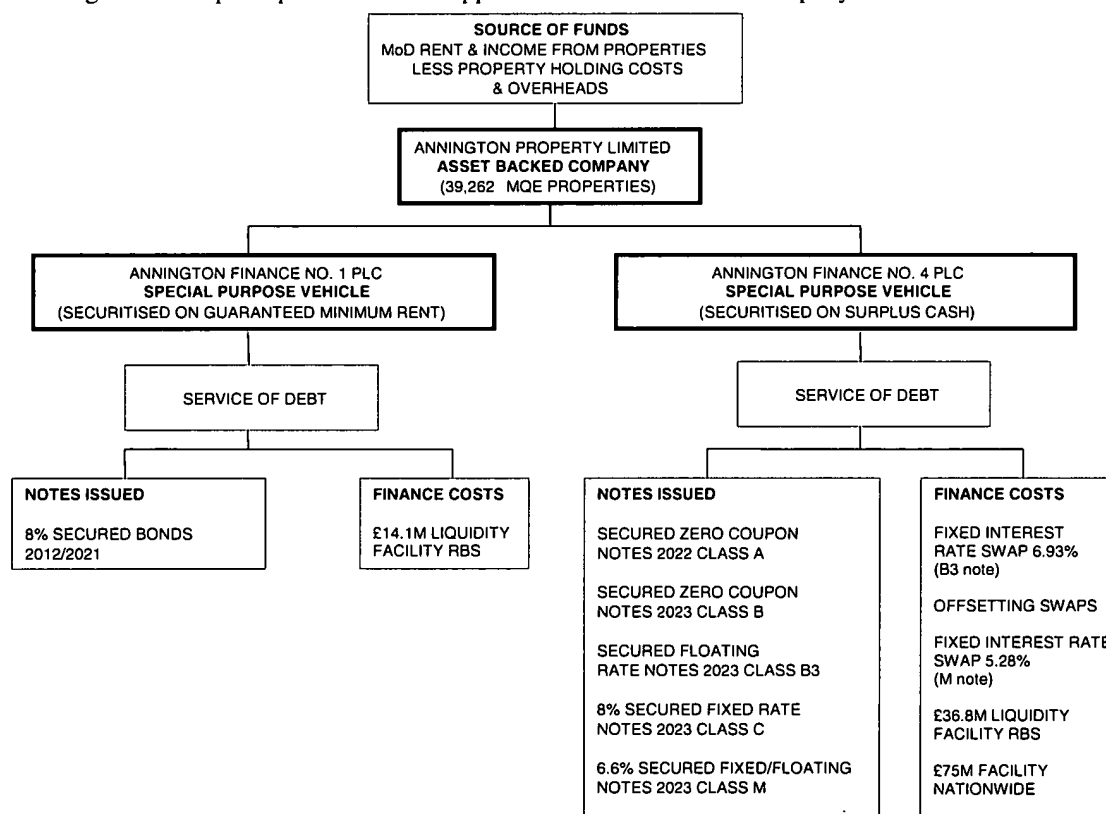 SOURCE OF FUNDS
MoD RENT & INCOME FROM PROPERTIES
LESS PROPERTY HOLDING COSTS
& OVERHEADS
ANNINGTON PROPERTY LIMITED
ASSET BACKED COMPANY
(39,262 MQE PROPERTIES)
ANNINGTON FINANCE NO. 1 PLC
SPECIAL PURPOSE VEHICLE
(SECURITISED ON GUARANTEED MINIMUM RENT)
ANNINGTON FINANCE NO. 4 PLC
SPECIAL PURPOSE VEHICLE
(SECURITISED ON SURPLUS CASH)
SERVICE OF DEBT
SERVICE OF DEBT
NOTES ISSUED
8% SECURED BONDS
2012/2021
FINANCE COSTS
£14.1M LIQUIDITY
FACILITY RBS
NOTES ISSUED
SECURED ZERO COUPON
NOTES 2022 CLASS A
SECURED ZERO COUPON
NOTES 2023 CLASS B
SECURED FLOATING
RATE NOTES 2023 CLASS B3
8% SECURED FIXED RATE
NOTES 2023 CLASS C
6.6% SECURED FIXED/FLOATING
NOTES 2023 CLASS M
FINANCE COSTS
FIXED INTEREST
RATE SWAP 6.93%
(B3 note)
OFFSETTING SWAPS
FIXED INTEREST RATE
SWAP 5.28%
(M note)
£36.8M LIQUIDITY
FACILITY RBS
£75M FACILITY
NATIONWIDE